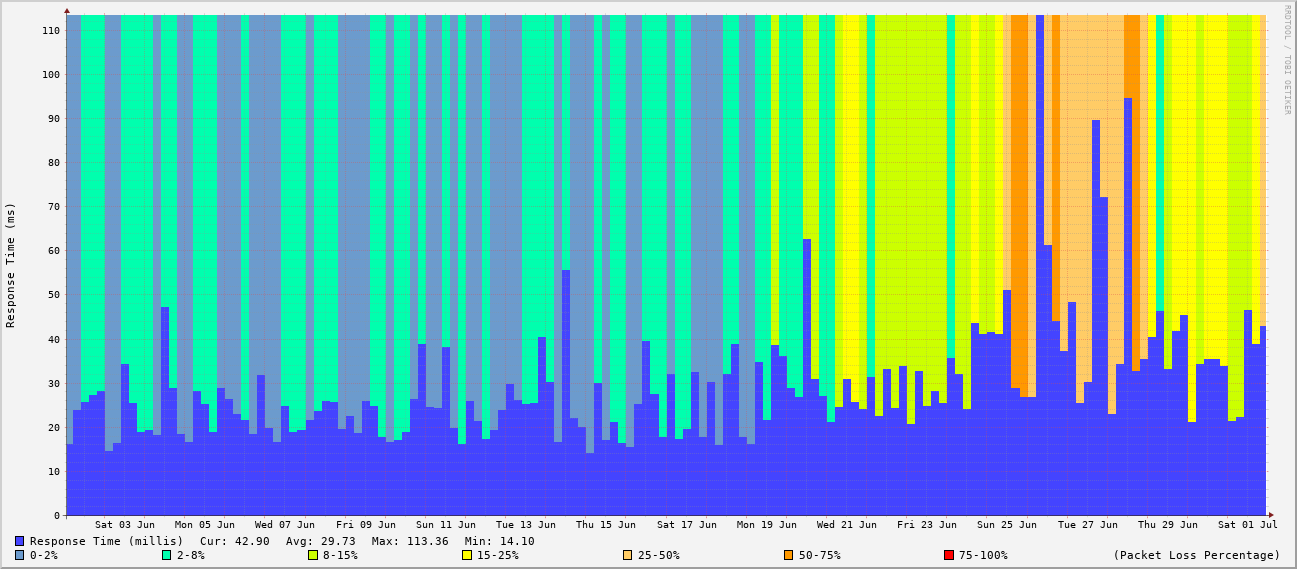 RRDTOOL / TOBI OETIKER
Response Time (ms)
110
100
90
80
70
60
50
40
30
20
10
0
Sat 03 Jun Mon 05 Jun Wed 07 Jun Fri 09 Jun Sun 11 Jun Tue 13 Jun Thu 15 Jun Sat 17 Jun Mon 19 Jun Wed 21 Jun Fri 23 Jun Sun 25 Jun Tue 27 Jun Thu 29 Jun Sat 01 Jul
Response Time (millis) Cur: 42.90 Avg: 29.73 Max: 113.36 Min: 14.10
0-2% 2-8% 8-15% 15-25% 25-50% 50-75% 75-100% (Packet Loss Percentage)